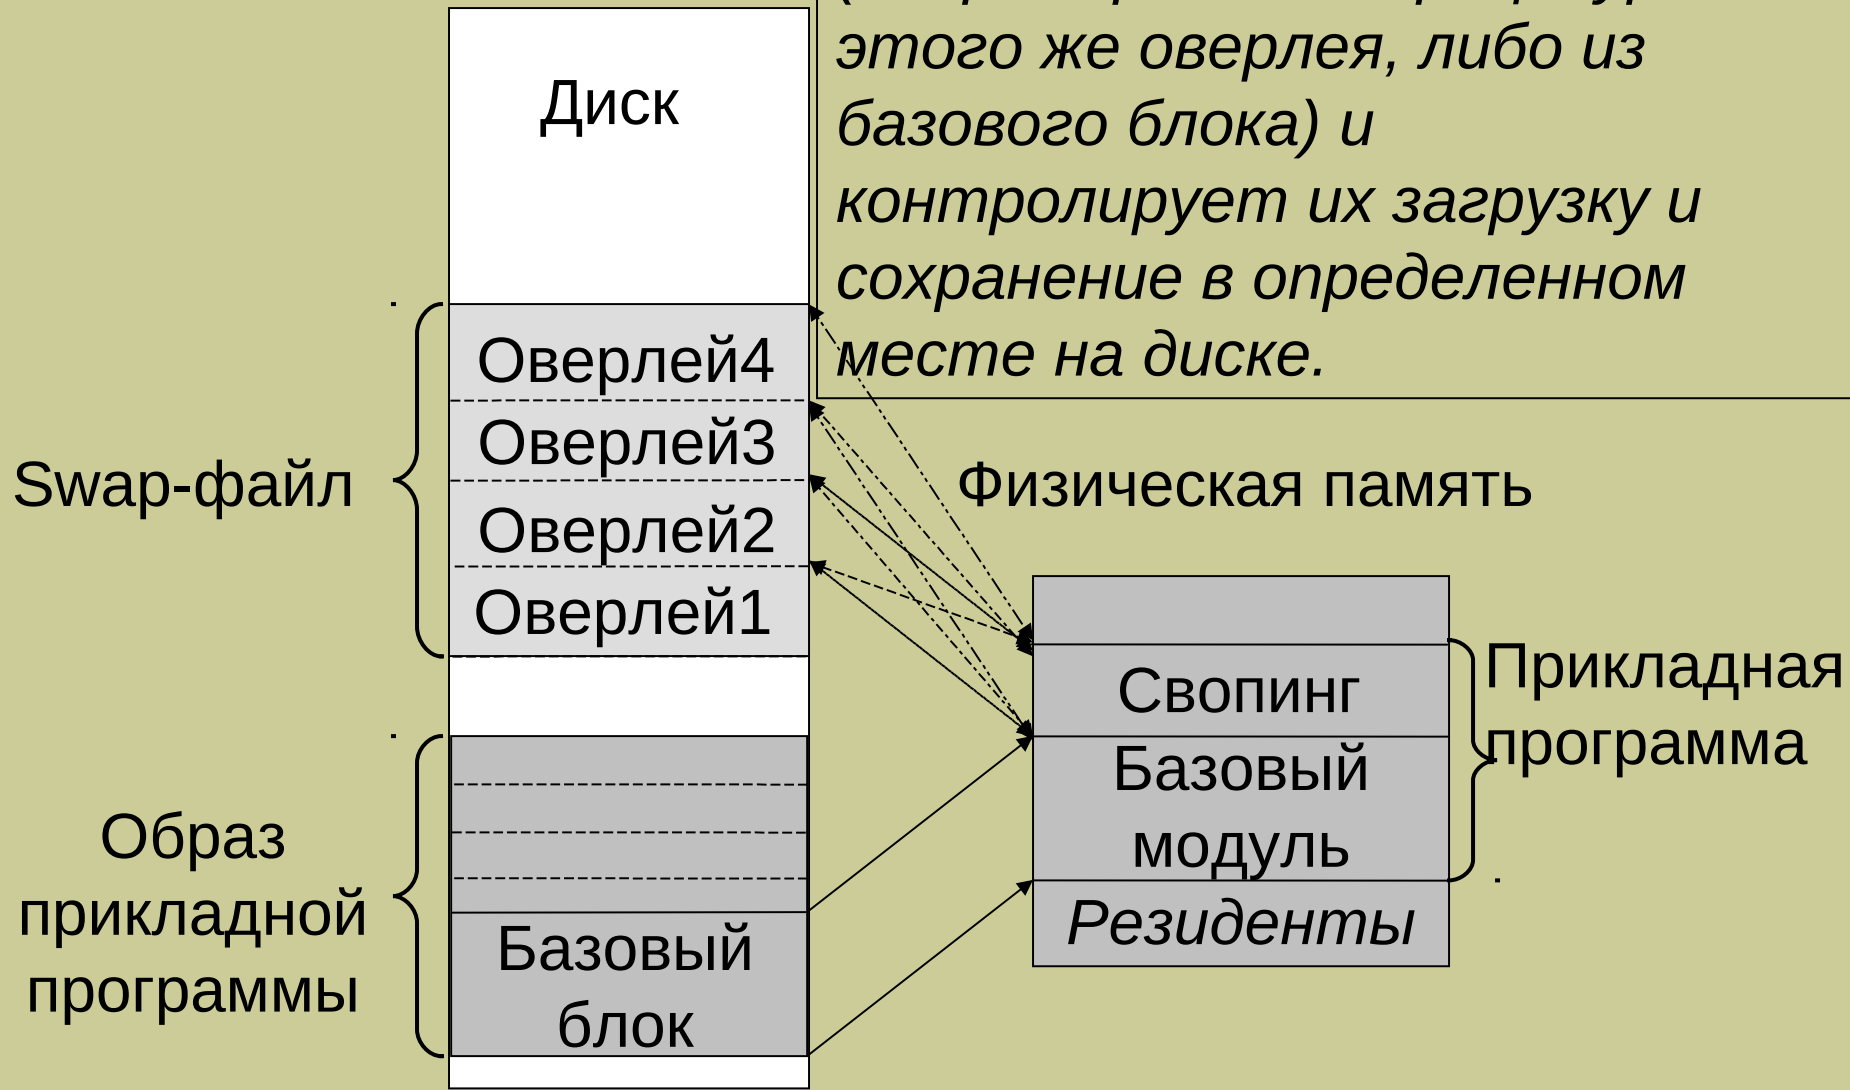 этого же оверлея, либо из
базового блока) и
контролирует их загрузку и
сохранение в определенном
месте на диске.
Диск
Оверлей4
Оверлей3
Оверлей2
Оверлей1
Swap-файл
Физическая память
Свопинг
Базовый
модуль
Резиденты
Прикладная
программа
Образ
прикладной
программы
Базовый
блок